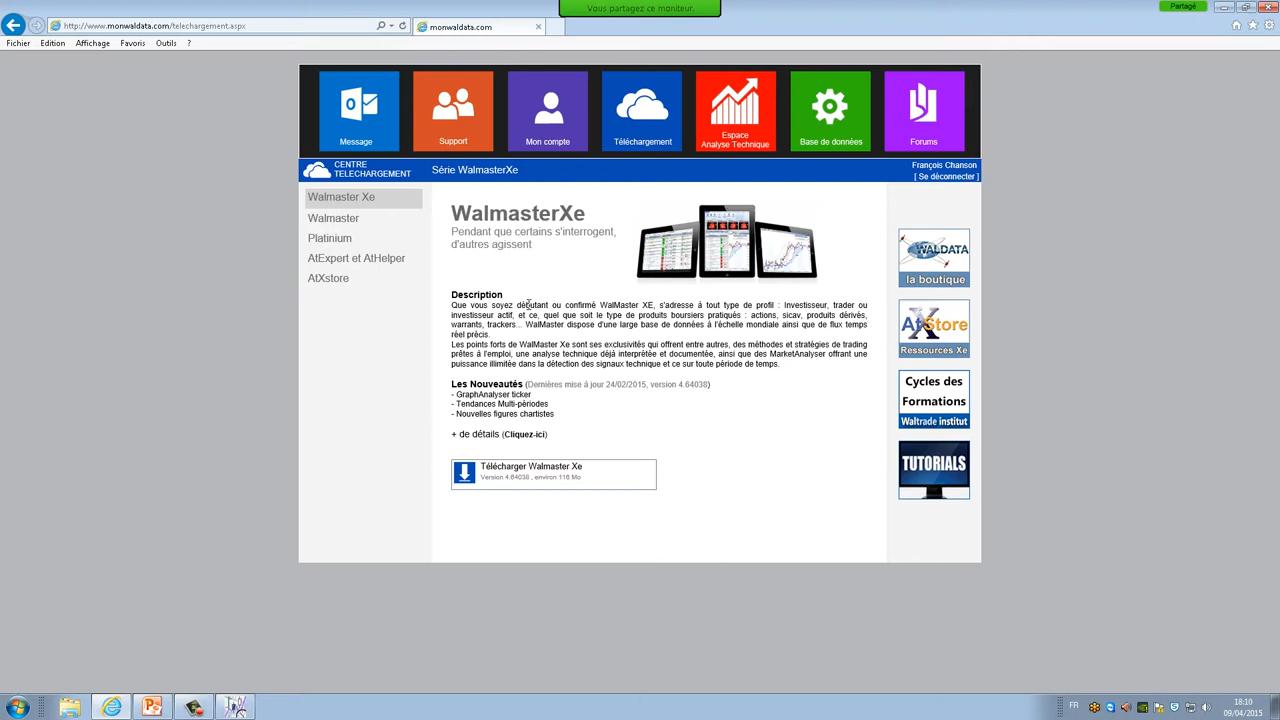 Vous partagez ce moniteur.
Partagé
http://www.monwaldata.com/telechargement.aspx
monwaldata.com
Fichier Edition Affichage Favoris Outils ?
Message
Support
Mon compte
Téléchargement
Espace
Analyse Technique
Base de données
Forums
CENTRE
TELECHARGEMENT
Série WalmasterXe
François Chanson
[ Se déconnecter ]
Walmaster Xe
Walmaster
Platinium
AtExpert et AtHelper
AtXstore
WalmasterXe
Pendant que certains s'interrogent,
d'autres agissent
Description
Que vous soyez débutant ou confirmé WalMaster XE, s'adresse à tout type de profil : Investisseur, trader ou
investisseur actif, et ce, quel que soit le type de produits boursiers pratiqués : actions, sicav, produits dérivés,
warrants, trackers... WalMaster dispose d'une large base de données à l'échelle mondiale ainsi que de flux temps
réel précis.
Les points forts de WalMaster Xe sont ses exclusivités qui offrent entre autres, des méthodes et stratégies de trading
prêtes à l'emploi, une analyse technique déjà interprétée et documentée, ainsi que des MarketAnalyser offrant une
puissance illimitée dans la détection des signaux technique et ce sur toute période de temps.
Les Nouveautés (Dernières mise à jour 24/02/2015, version 4.64038)
- GraphAnalyser ticker
- Tendances Multi-périodes
- Nouvelles figures chartistes
+ de détails (Cliquez-ici)
Télécharger Walmaster Xe
Version 4.64038 , environ 116 Mo
WALDATA
la boutique
AtXStore
Ressources Xe
Cycles des
Formations
Waltrade institut
TUTORIALS
FR
18:10
09/04/2015